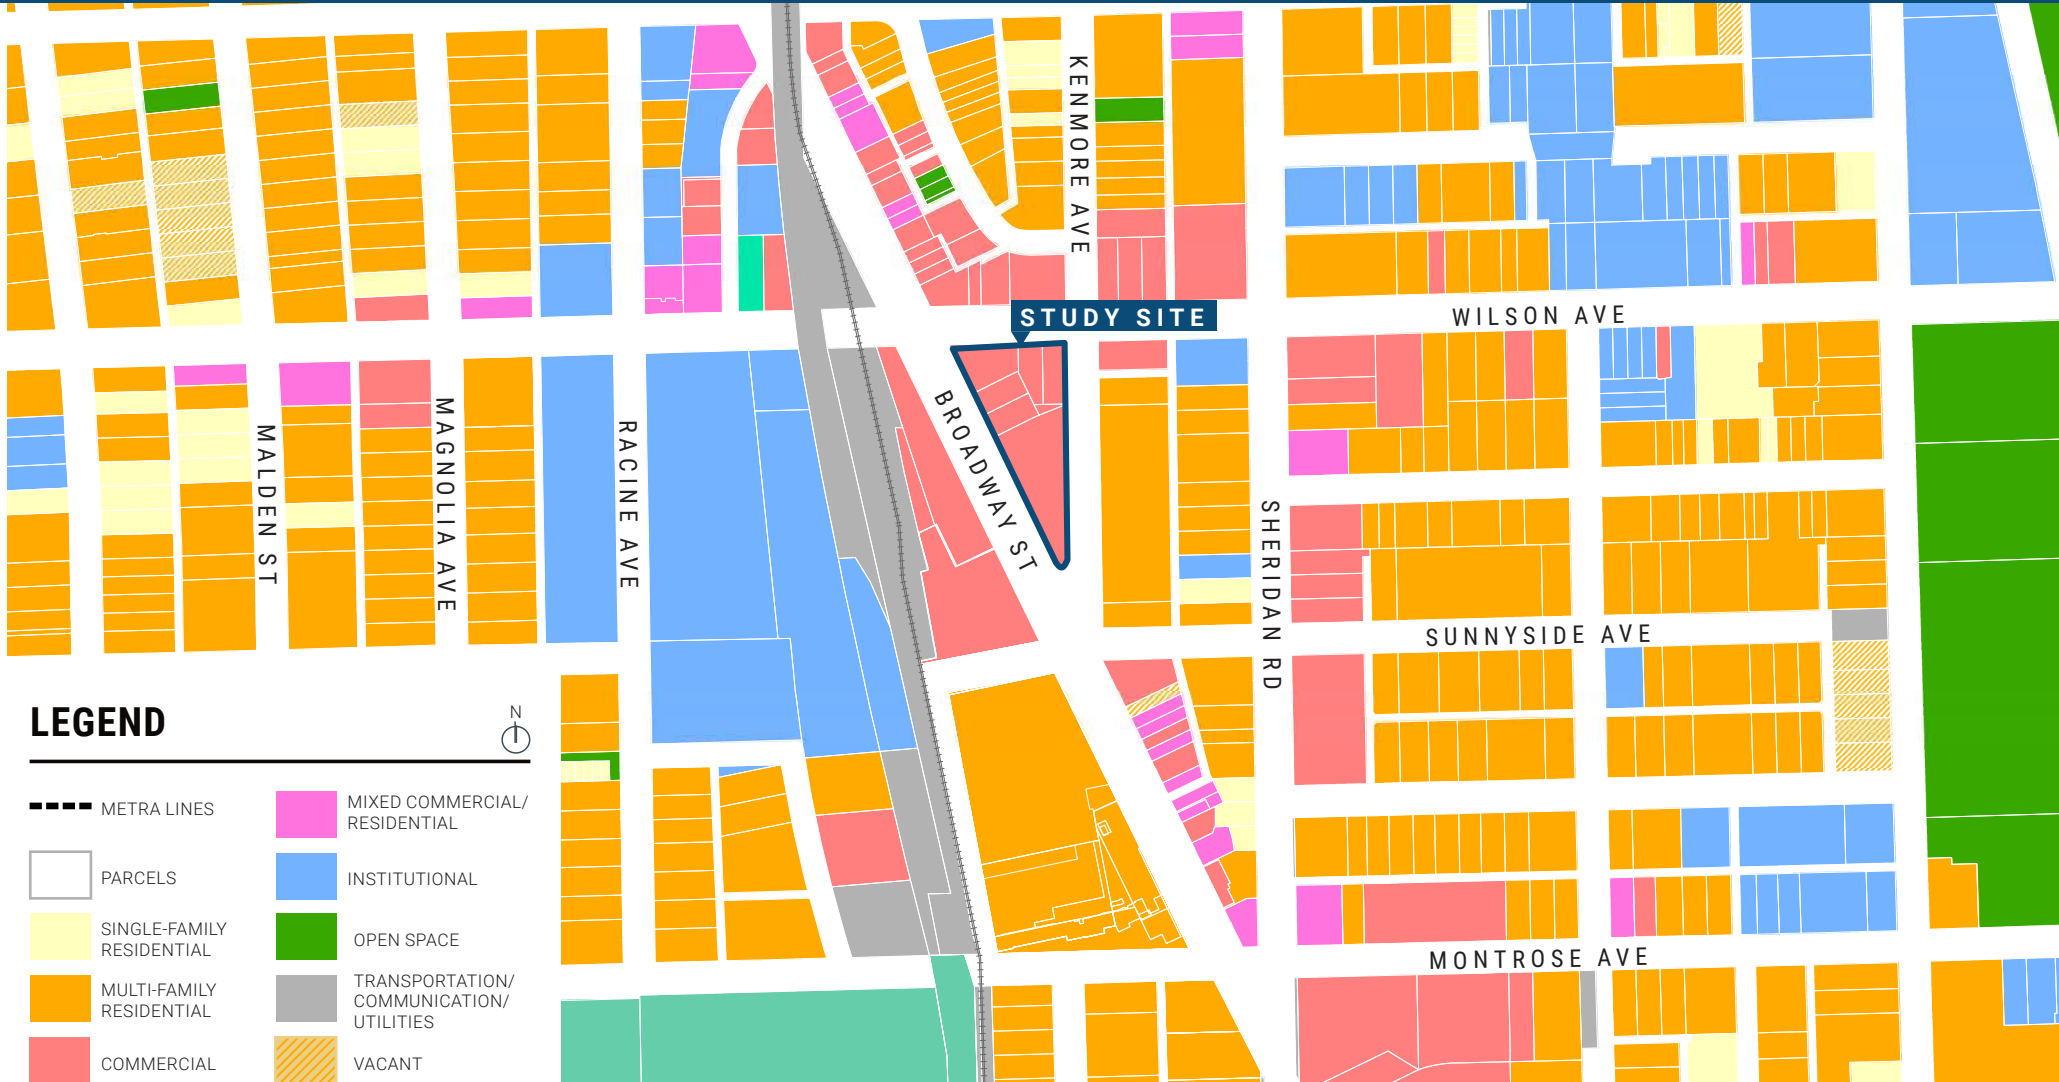 KENMORE AVE
WILSON AVE
STUDY SITE
BROADWAY ST
MALDEN ST
MAGNOLIA AVE
RACINE AVE
SHERIDAN RD
SUNNYSIDE AVE
MONTROSE AVE
LEGEND
N
METRA LINES
PARCELS
SINGLE-FAMILY
RESIDENTIAL
MULTI-FAMILY
RESIDENTIAL
COMMERCIAL
MIXED COMMERCIAL/
RESIDENTIAL
INSTITUTIONAL
OPEN SPACE
TRANSPORTATION/
COMMUNICATION/
UTILITIES
VACANT